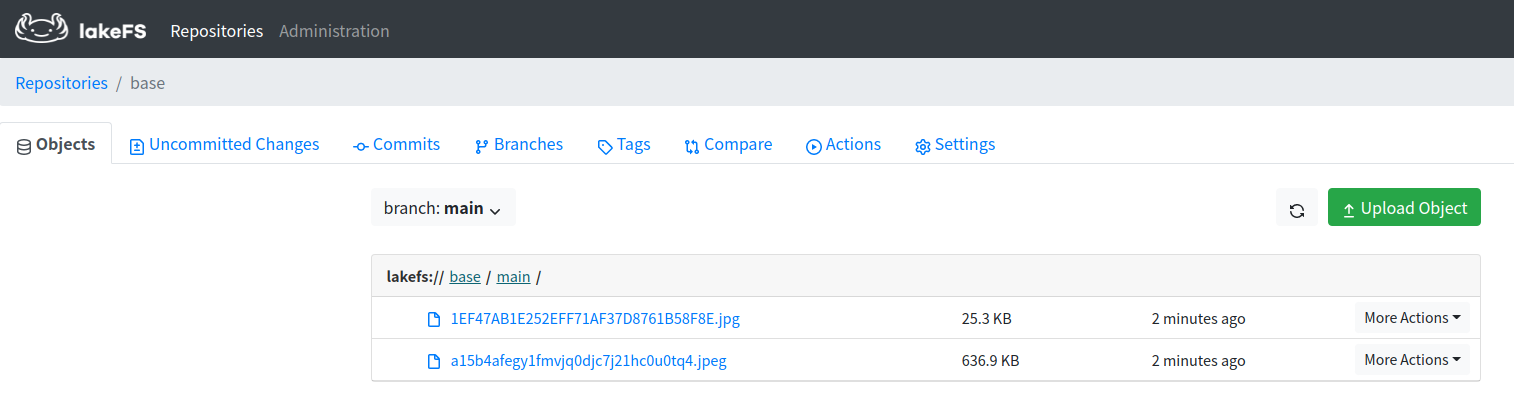 lakeFS Repositories Administration
Repositories / base
Objects Uncommitted Changes Commits Branches Tags Compare Actions Settings
branch: main Upload Object
lakefs:// base / main /
1EF47AB1E252EFF71AF37D8761B58F8E.jpg 25.3 KB 2 minutes ago More Actions
a15b4afegy1fmvjq0djc7j21hc0u0tq4.jpeg 636.9 KB 2 minutes ago More Actions